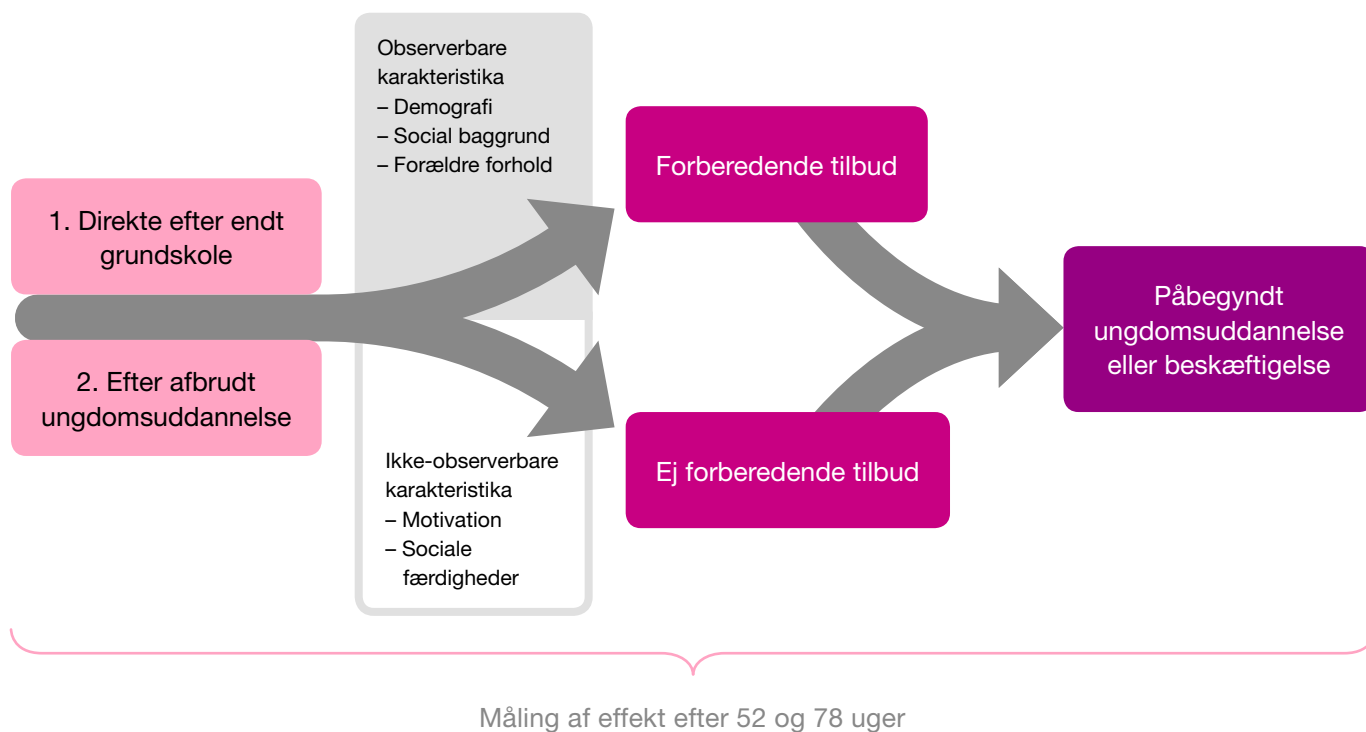 1. Direkte efter endt
grundskole
2. Efter afbrudt
ungdomsuddannelse
Observerbare
karakteristika
– Demografi
– Social baggrund
– Forældre forhold
Ikke-observerbare
karakteristika
– Motivation
– Sociale
færdigheder
Forberedende tilbud
Ej forberedende tilbud
Påbegyndt
ungdomsuddannelse
eller beskæftigelse
Måling af effekt efter 52 og 78 uger